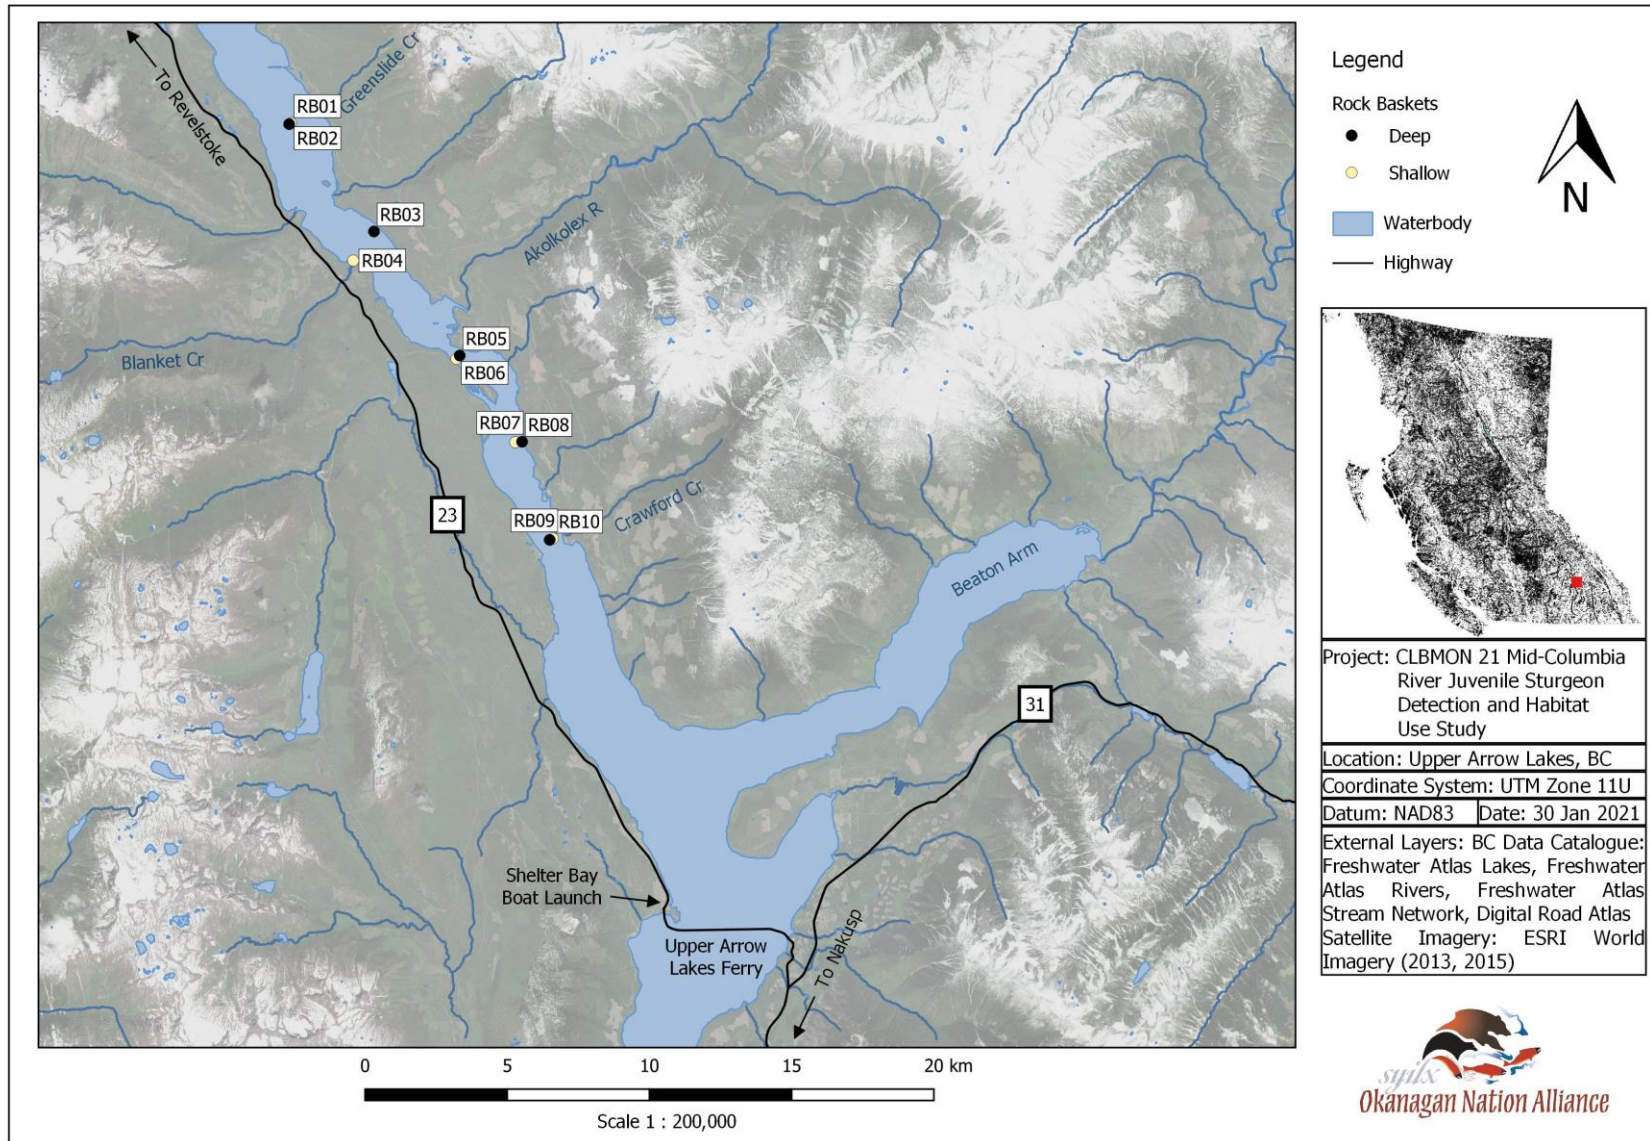 Greenslide Cr
To Revelstoke
RB01
RB02
RB03
RB04
Akolkolex R
Blanket Cr
RB05
RB06
RB07
RB08
Crawford Cr
RB09
RB10
23
Beaton Arm
31
Shelter Bay
Boat Launch
Upper Arrow
Lakes Ferry
To Nakusp
0
5
10
15
20 km
Scale 1 : 200,000
Legend
Rock Baskets
Deep
Shallow
Waterbody
Highway
N
Project: CLBMON 21 Mid-Columbia
River Juvenile Sturgeon
Detection and Habitat
Use Study
Location: Upper Arrow Lakes, BC
Coordinate System: UTM Zone 11U
Datum: NAD83
Date: 30 Jan 2021
External Layers: BC Data Catalogue:
Freshwater Atlas Lakes, Freshwater
Atlas Rivers, Freshwater Atlas
Stream Network, Digital Road Atlas
Satellite Imagery: ESRI World
Imagery (2013, 2015)
syilx
Okanagan Nation Alliance